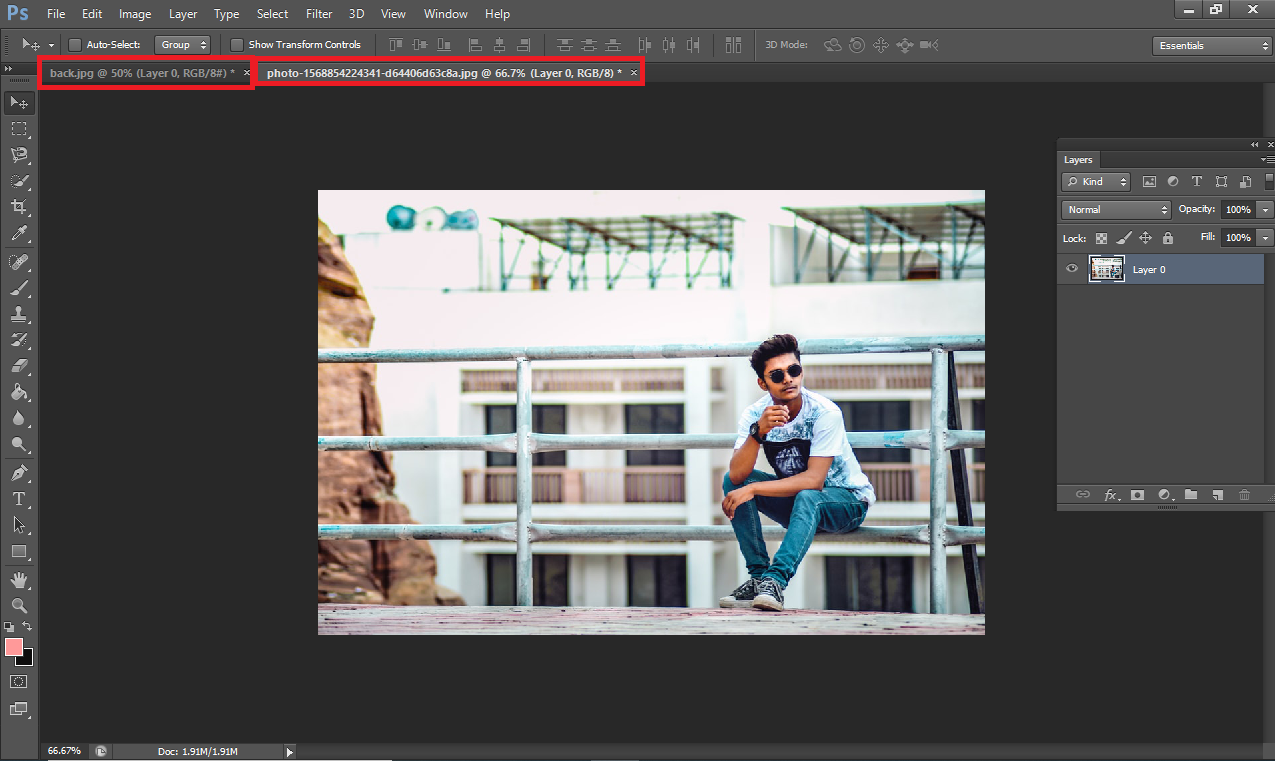 Ps File Edit Image Layer Type Select Filter 3D View Window Help
Auto-Select: Group Show Transform Controls 3D Mode: Essentials
back.jpg @ 50% (Layer 0, RGB/8#) * × photo-1568854224341-d64406d63c8a.jpg @ 66.7% (Layer 0, RGB/8) * ×
Layers
Kind
Normal Opacity: 100%
Lock: Fill: 100%
Layer 0
fx
66.67% Doc: 1.91M/1.91M